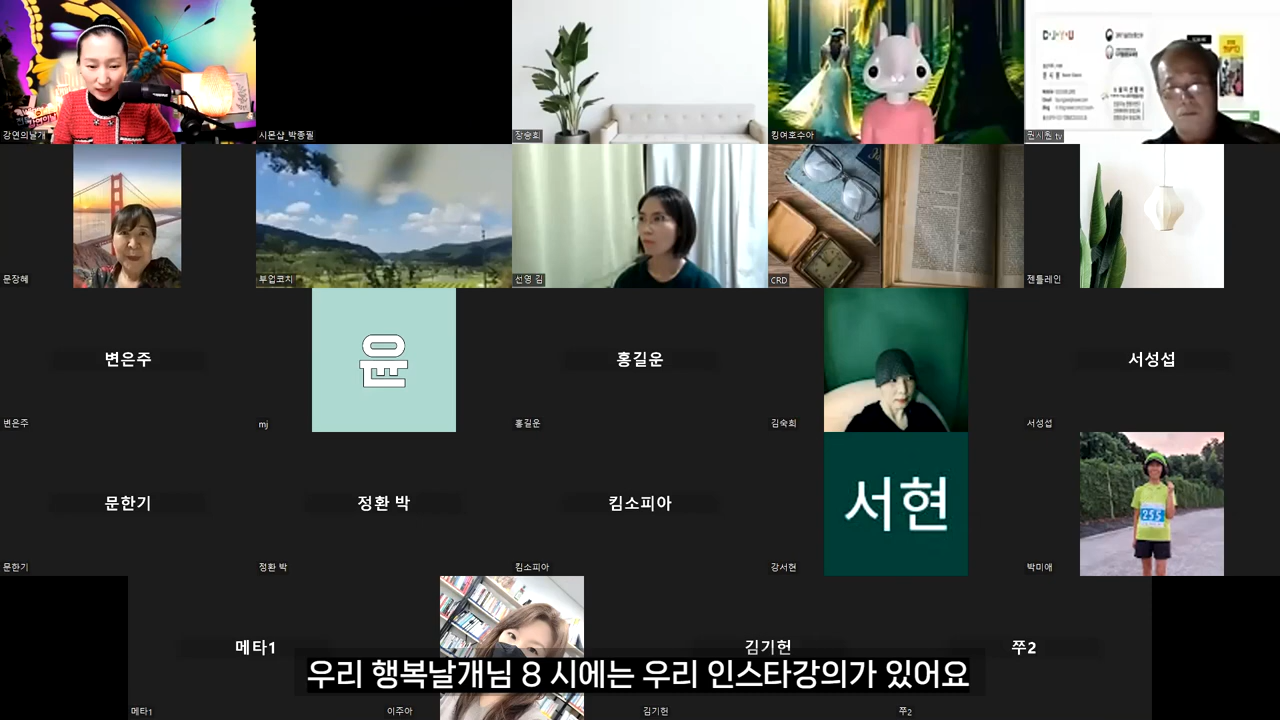 강연의날개
시몬샵_박종필
장승희
킹여호수아
권시원 tv
문장혜
부업코치
선영 김
CRD
젠틀레인
변은주
윤
홍길운
서성섭
변은주
mj
홍길운
김숙희
서성섭
문한기
정환 박
킴소피아
서현
255
문한기
정환 박
킴소피아
강서현
박미애
메타1
김기헌
쭈2
우리 행복날개님 8 시에는 우리 인스타강의가 있어요
메타1
이주아
김기헌
쭈2